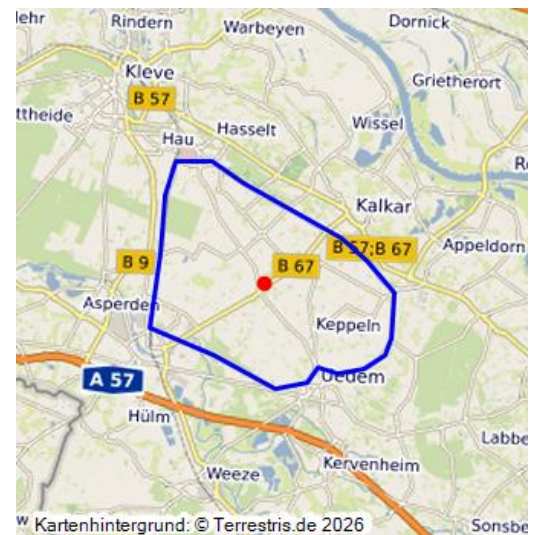 Rindern
Warbeyen
Dornick
Kleve
Grietherort
B 57
ttheide
Hasselt
Wissel
Hau
Kalkar
B 57;B 67
Appeldorn
B 9
B 67
Asperden
Keppeln
Uedem
A 57
Hülm
Labbe
Kervenheim
Weeze
Kartenhintergrund: © Terrestris.de 2026
Sonsbe